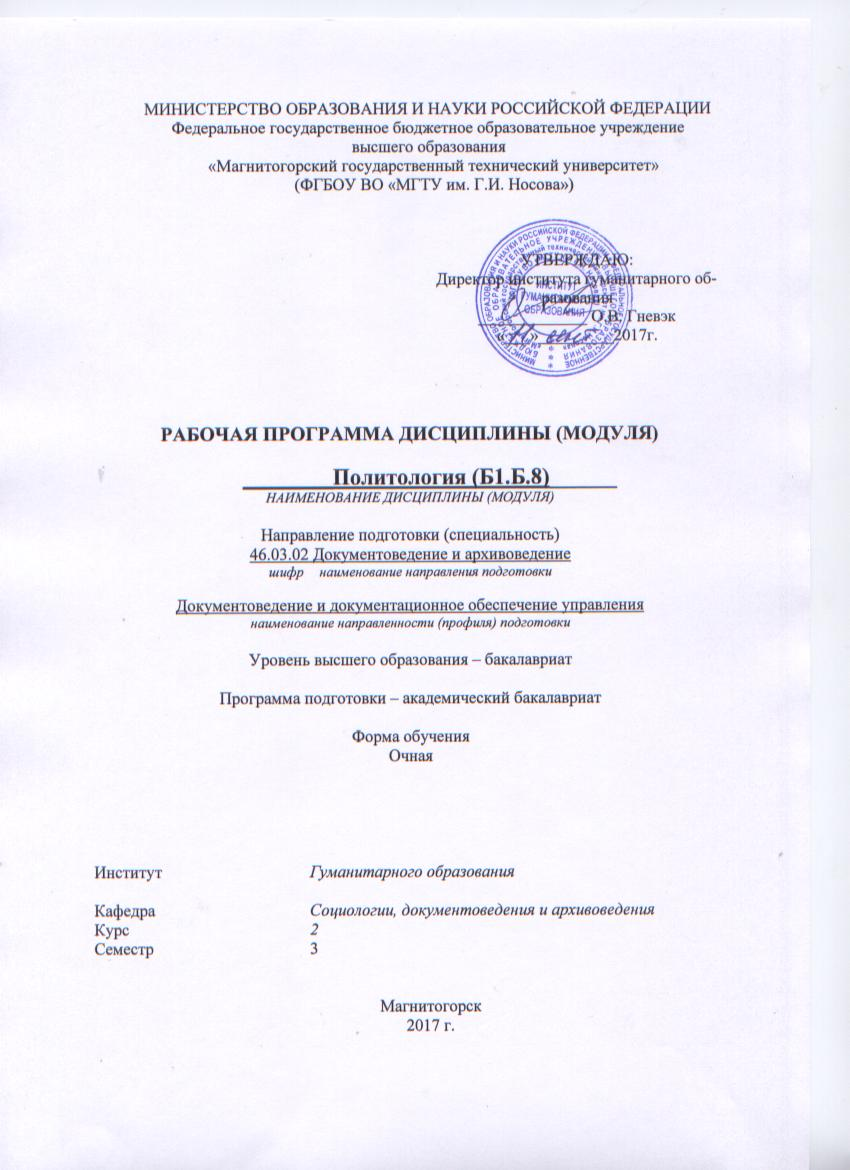 МИНИСТЕРСТВО ОБРАЗОВАНИЯ И НАУКИ РОССИЙСКОЙ ФЕДЕРАЦИИ
Федеральное государственное бюджетное образовательное учреждение
высшего образования
«Магнитогорский государственный технический университет»
(ФГБОУ ВО «МГТУ им. Г.И. Носова»)
УТВЕРЖДАЮ:
Директор института гуманитарного об-
разования
О.В. Гневэк
2017г.
ИНСТИТУТ
ГУМАНИТАРНОГО
ОБРАЗОВАНИЯ
РАБОЧАЯ ПРОГРАММА ДИСЦИПЛИНЫ (МОДУЛЯ)
Политология (Б1.Б.8)
НАИМЕНОВАНИЕ ДИСЦИПЛИНЫ (МОДУЛЯ)
Направление подготовки (специальность)
46.03.02 Документоведение и архивоведение
шифр наименование направления подготовки
Документоведение и документационное обеспечение управления
наименование направленности (профиля) подготовки
Уровень высшего образования – бакалавриат
Программа подготовки – академический бакалавриат
Форма обучения
Очная
Институт Гуманитарного образования
Кафедра Социологии, документоведения и архивоведения
Курс 2
Семестр 3
Магнитогорск
2017 г.